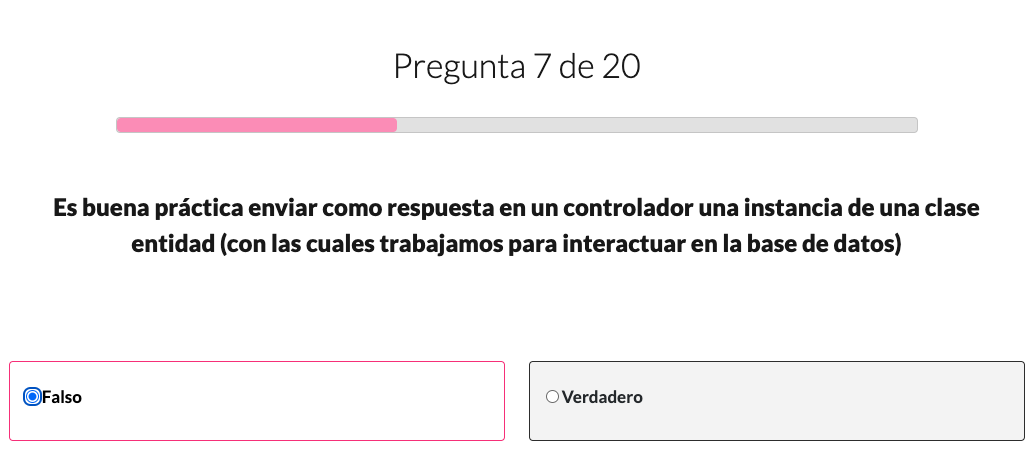 Pregunta 7 de 20
Es buena práctica enviar como respuesta en un controlador una instancia de una clase
entidad (con las cuales trabajamos para interactuar en la base de datos)
Falso
Verdadero